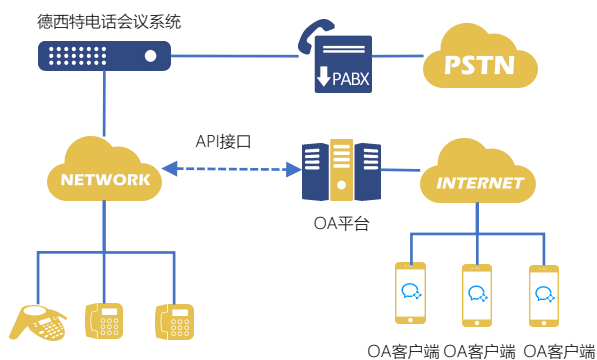 德西特电话会议系统
PABX
PSTN
API接口
NETWORK
INTERNET
OA平台
OA客户端 OA客户端 OA客户端